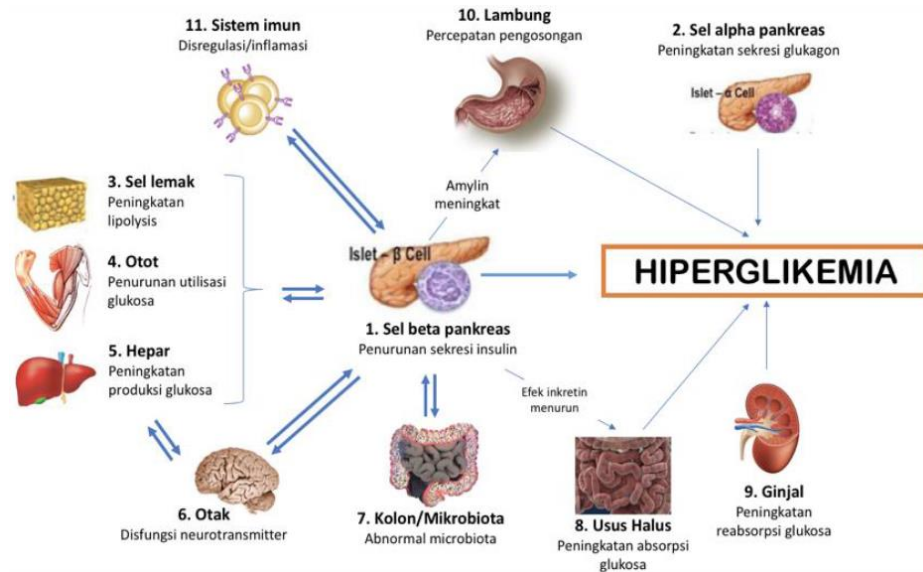 11. Sistem imun
Disregulasi/inflamasi
10. Lambung
Percepatan pengosongan
2. Sel alpha pankreas
Peningkatan sekresi glukagon
Islet – α Cell
3. Sel lemak
Peningkatan
lipolysis
Amylin
meningkat
4. Otot
Penurunan utilisasi
glukosa
Islet – β Cell
HIPERGLIKEMIA
1. Sel beta pankreas
Penurunan sekresi insulin
5. Hepar
Peningkatan
produksi glukosa
Efek inkretin
menurun
6. Otak
Disfungsi neurotransmitter
7. Kolon/Mikrobiota
Abnormal microbiota
8. Usus Halus
Peningkatan absorpsi
glukosa
9. Ginjal
Peningkatan
reabsorpsi glukosa